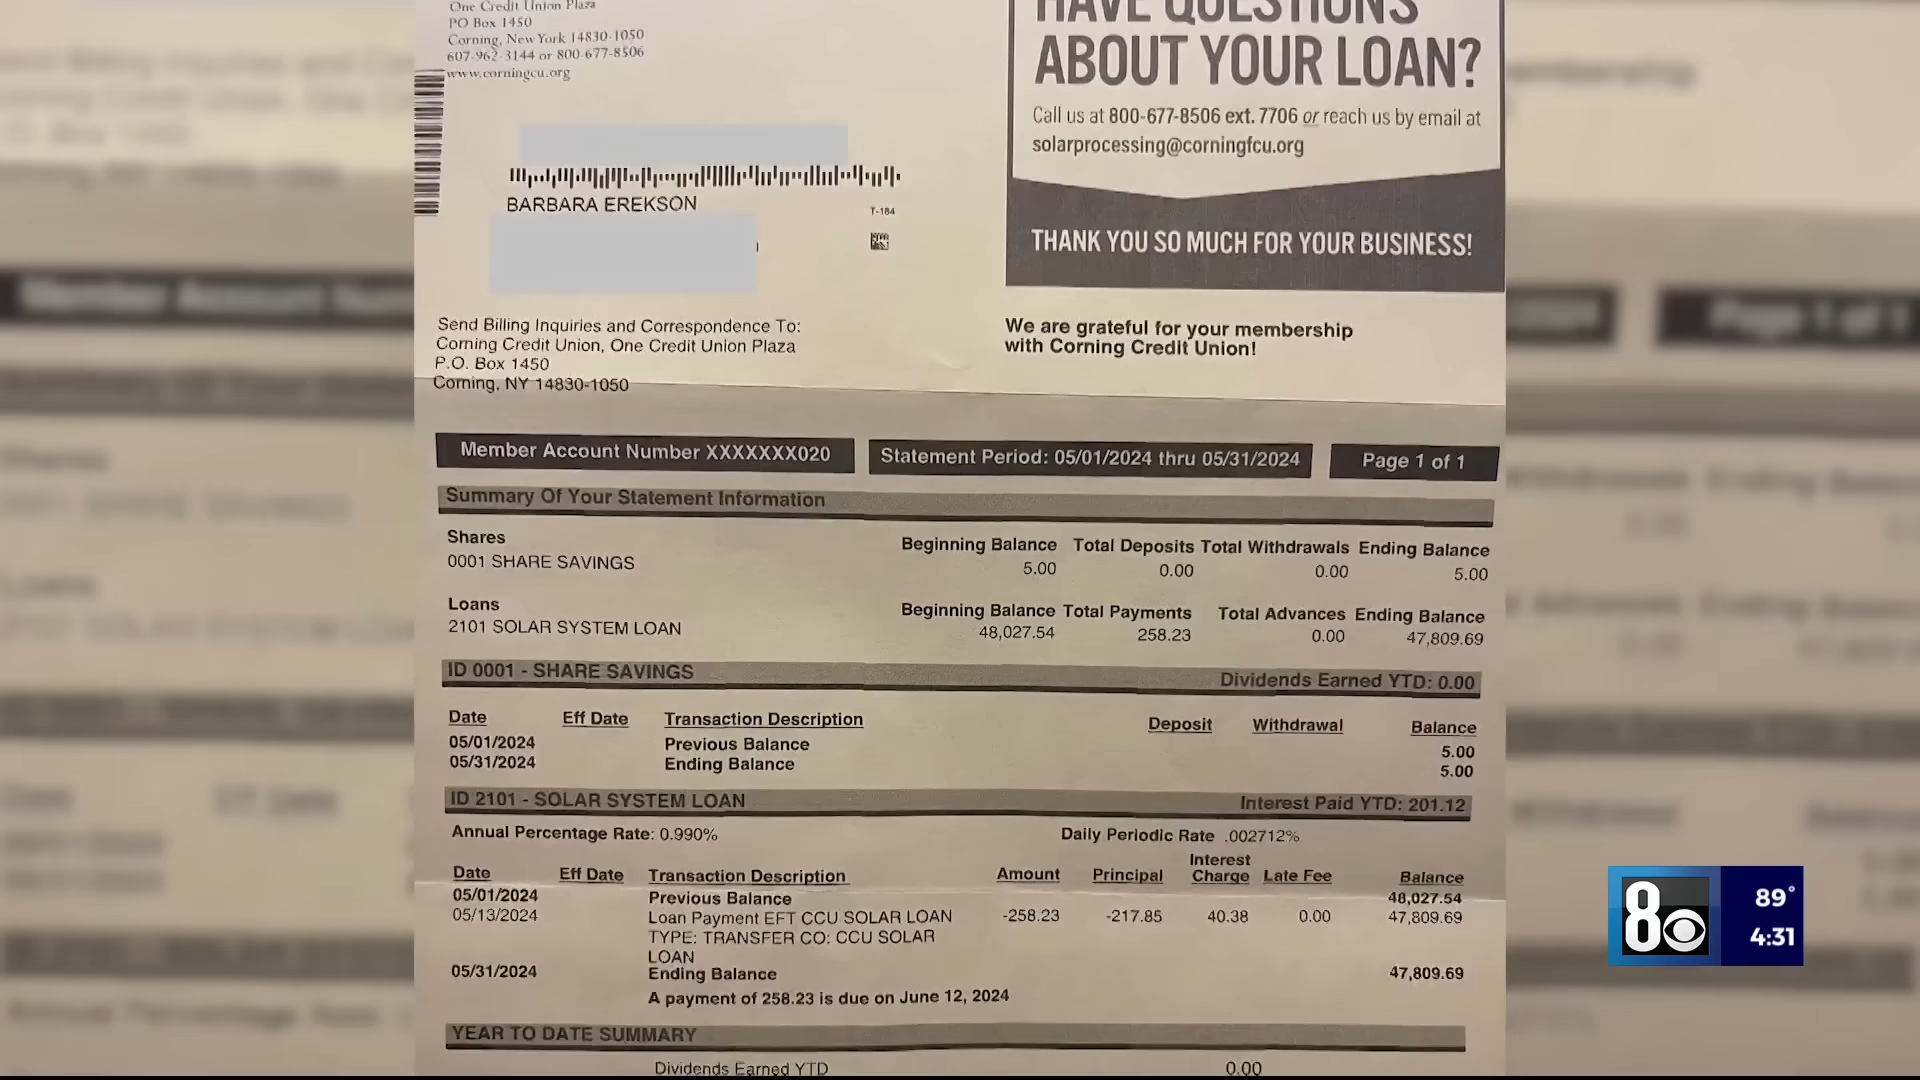 One Credit Union Plaza
PO Box 1450
Corning, New York 14830-1050
607-962-3144 or 800-677-8506
www.corningcu.org
HAVE QUESTIONS
ABOUT YOUR LOAN?
Call us at 800-677-8506 ext. 7706 or reach us by email at
solarprocessing@corningfcu.org
THANK YOU SO MUCH FOR YOUR BUSINESS!
BARBARA EREKSON
T-184
Send Billing Inquiries and Correspondence To:
Corning Credit Union, One Credit Union Plaza
P.O. Box 1450
Corning, NY 14830-1050
We are grateful for your membership
with Corning Credit Union!
Member Account Number XXXXXXX020 Statement Period: 05/01/2024 thru 05/31/2024 Page 1 of 1
Summary Of Your Statement Information
Shares Beginning Balance Total Deposits Total Withdrawals Ending Balance
0001 SHARE SAVINGS 5.00 0.00 0.00 5.00
Loans Beginning Balance Total Payments Total Advances Ending Balance
2101 SOLAR SYSTEM LOAN 48,027.54 258.23 0.00 47,809.69
ID 0001 - SHARE SAVINGS Dividends Earned YTD: 0.00
Date Eff Date Transaction Description Deposit Withdrawal Balance
05/01/2024 Previous Balance 5.00
05/31/2024 Ending Balance 5.00
ID 2101 - SOLAR SYSTEM LOAN Interest Paid YTD: 201.12
Annual Percentage Rate: 0.990% Daily Periodic Rate .002712%
Date Eff Date Transaction Description Amount Principal Interest Charge Late Fee Balance
05/01/2024 Previous Balance 48,027.54
05/13/2024 Loan Payment EFT CCU SOLAR LOAN -258.23 -217.85 40.38 0.00 47,809.69
TYPE: TRANSFER CO: CCU SOLAR
LOAN
05/31/2024 Ending Balance 47,809.69
A payment of 258.23 is due on June 12, 2024
YEAR TO DATE SUMMARY
Dividends Earned YTD 0.00
8
89°
4:31